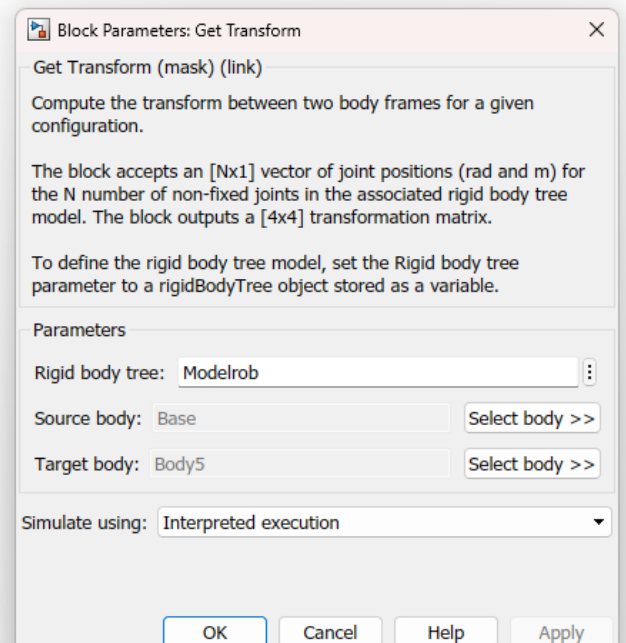 Block Parameters: Get Transform
Get Transform (mask) (link)
Compute the transform between two body frames for a given
configuration.
The block accepts an [Nx1] vector of joint positions (rad and m) for
the N number of non-fixed joints in the associated rigid body tree
model. The block outputs a [4x4] transformation matrix.
To define the rigid body tree model, set the Rigid body tree
parameter to a rigidBodyTree object stored as a variable.
Parameters
Rigid body tree: Modelrob
Source body: Base Select body >>
Target body: Body5 Select body >>
Simulate using: Interpreted execution
OK Cancel Help Apply